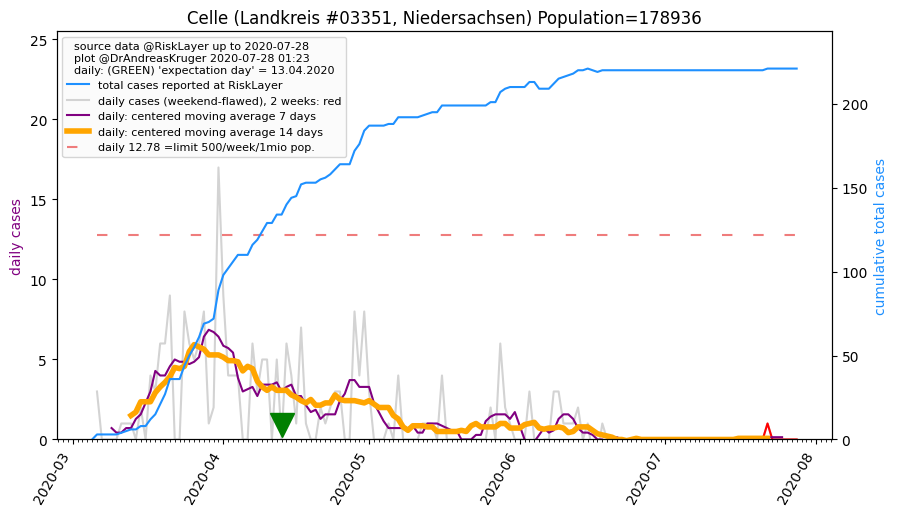 Celle (Landkreis #03351, Niedersachsen) Population=178936
source data @RiskLayer up to 2020-07-28
plot @DrAndreasKruger 2020-07-28 01:23
daily: (GREEN) 'expectation day' = 13.04.2020
total cases reported at RiskLayer
daily cases (weekend-flawed), 2 weeks: red
daily: centered moving average 7 days
daily: centered moving average 14 days
daily 12.78 =limit 500/week/1mio pop.
daily cases
25
20
15
10
5
0
cumulative total cases
200
150
100
50
0
2020-03
2020-04
2020-05
2020-06
2020-07
2020-08